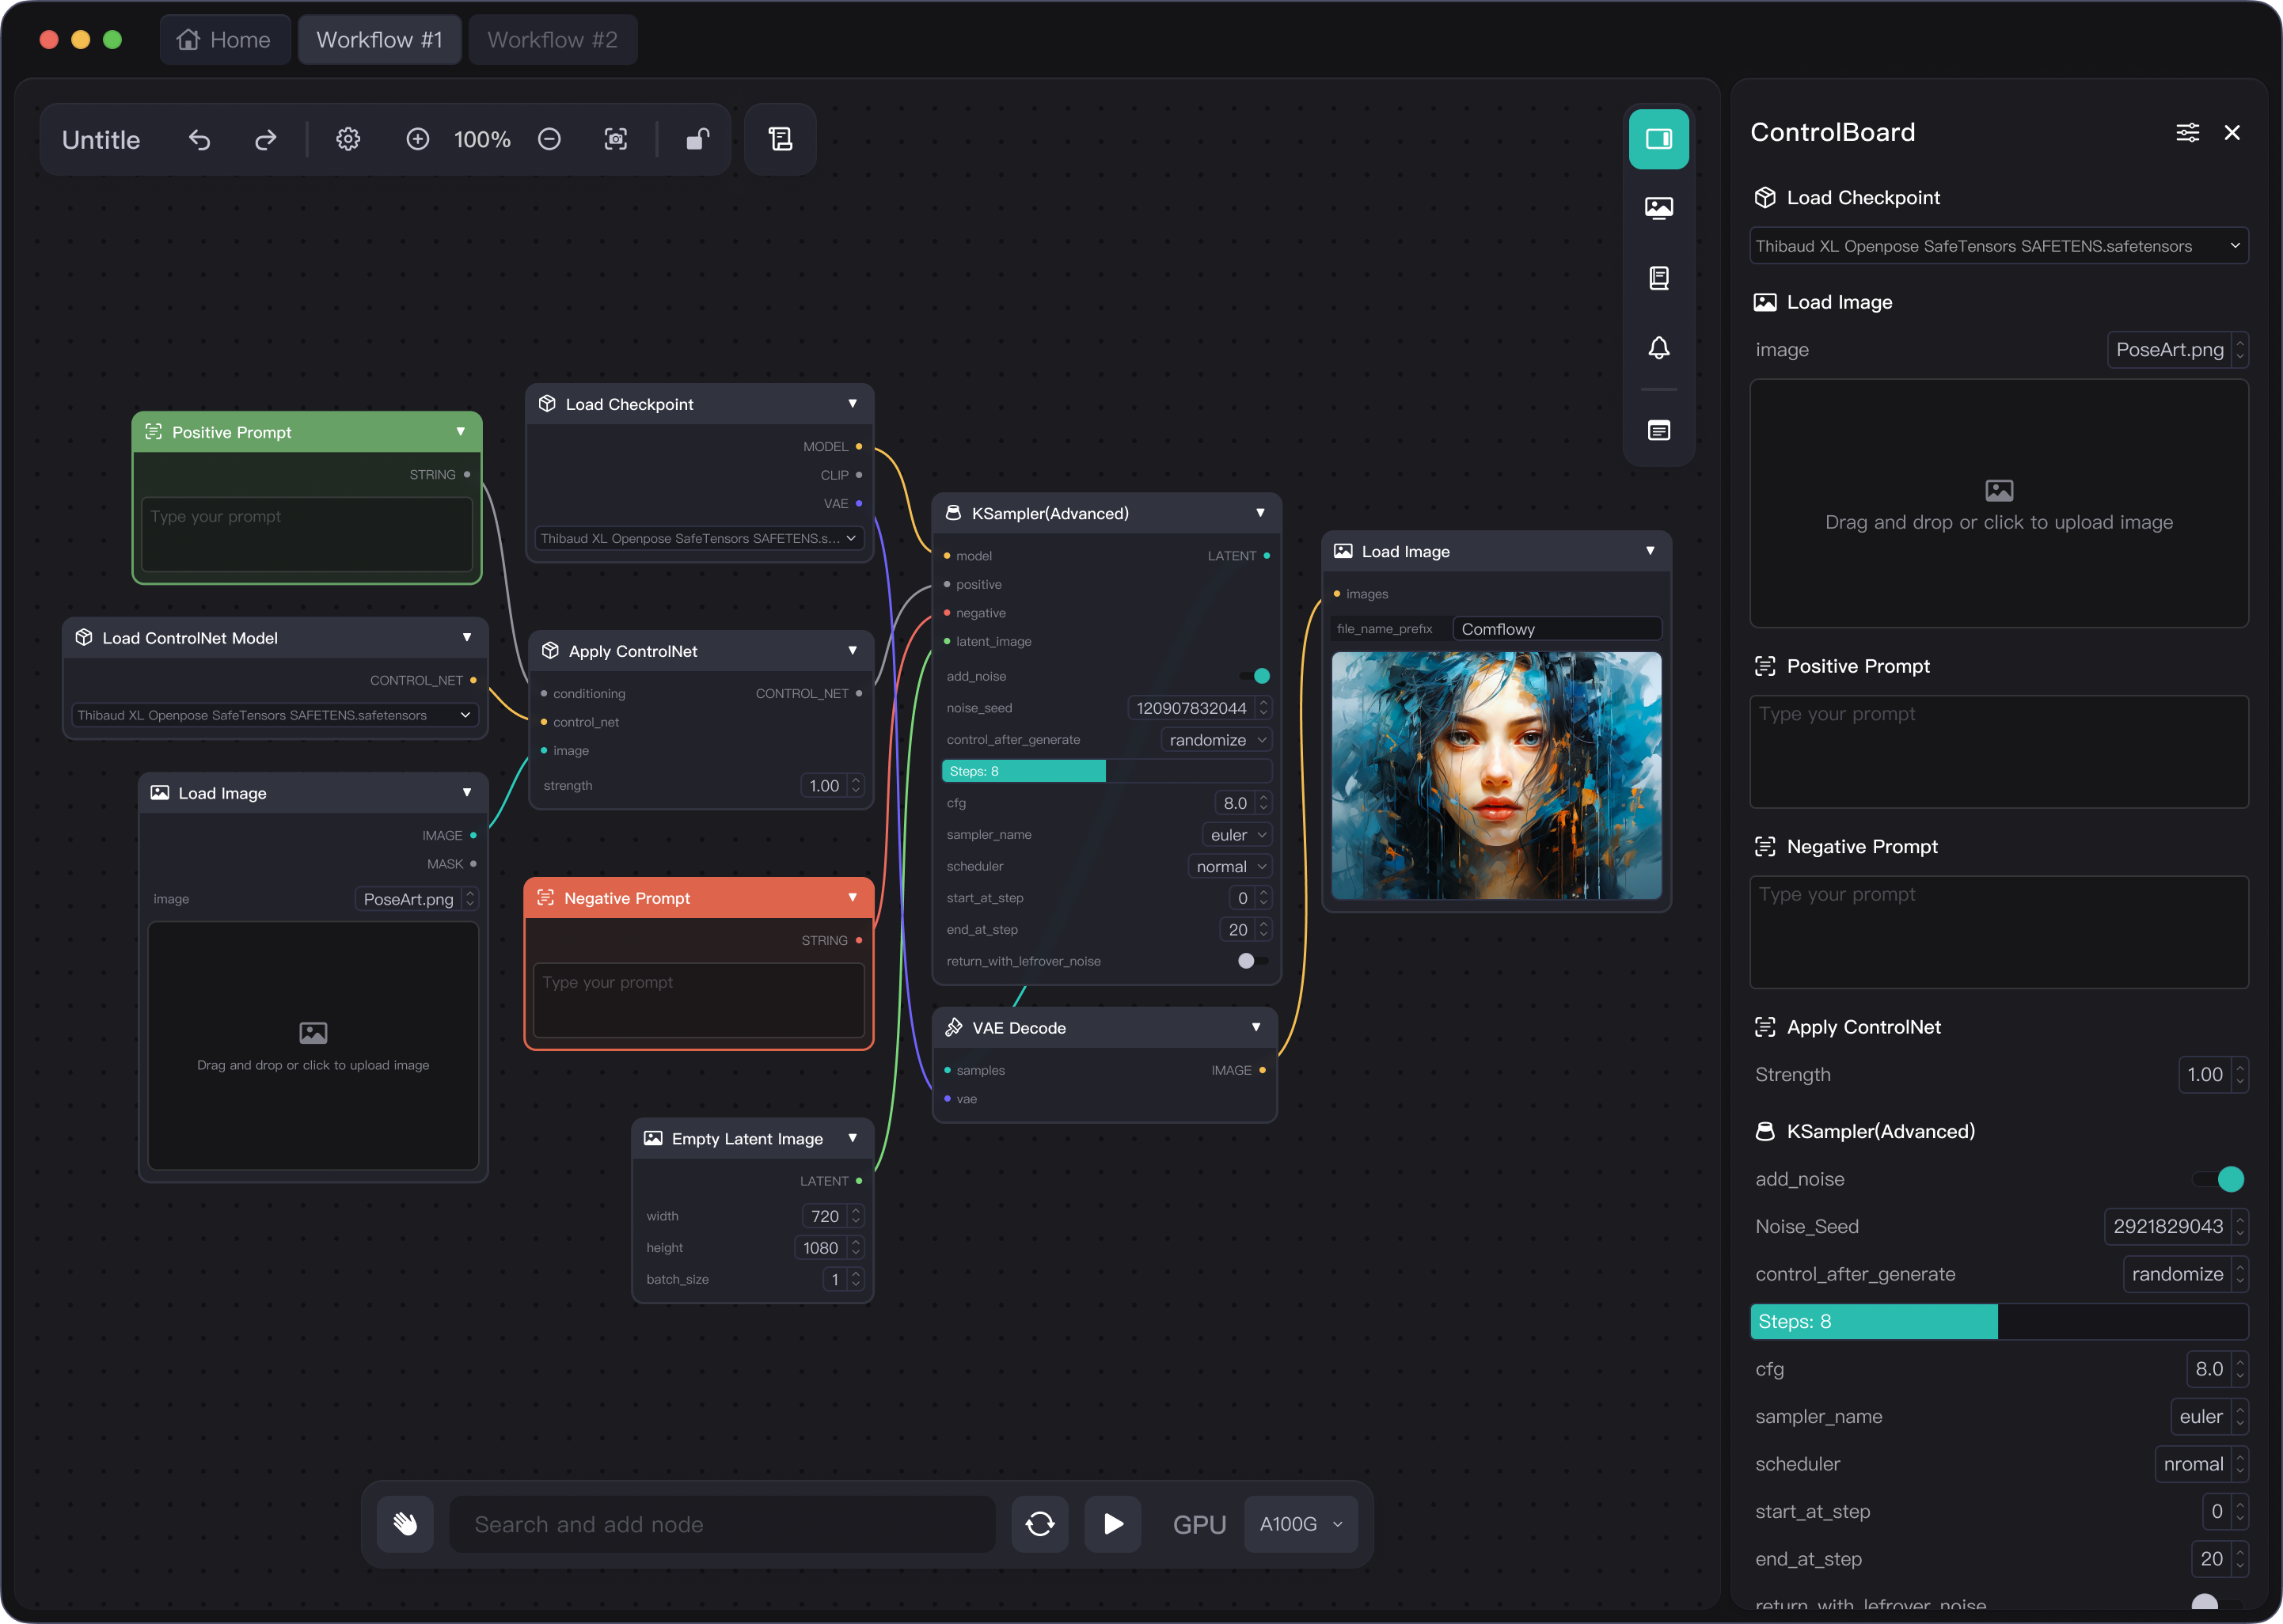 Home
Workflow #1
Workflow #2
Untitle
100%
Positive Prompt
STRING
Type your prompt
Load ControlNet Model
CONTROL_NET
Thibaud XL Openpose SafeTensors SAFETENS.safetensors
Load Image
IMAGE
MASK
image
PoseArt.png
Drag and drop or click to upload image
Load Checkpoint
MODEL
CLIP
VAE
Thibaud XL Openpose SafeTensors SAFETENS.s...
Apply ControlNet
conditioning
CONTROL_NET
control_net
image
strength
1.00
Negative Prompt
STRING
Type your prompt
Empty Latent Image
LATENT
width
720
height
1080
batch_size
1
KSampler(Advanced)
model
LATENT
positive
negative
latent_image
add_noise
noise_seed
120907832044
control_after_generate
randomize
Steps: 8
cfg
8.0
sampler_name
euler
scheduler
normal
start_at_step
0
end_at_step
20
return_with_lefrover_noise
VAE Decode
samples
IMAGE
vae
Load Image
images
file_name_prefix
Comflowy
Search and add node
GPU
A100G
ControlBoard
Load Checkpoint
Thibaud XL Openpose SafeTensors SAFETENS.safetensors
Load Image
image
PoseArt.png
Drag and drop or click to upload image
Positive Prompt
Type your prompt
Negative Prompt
Type your prompt
Apply ControlNet
Strength
1.00
KSampler(Advanced)
add_noise
Noise_Seed
2921829043
control_after_generate
randomize
Steps: 8
cfg
8.0
sampler_name
euler
scheduler
nromal
start_at_step
0
end_at_step
20
return_with_lefrover_noise